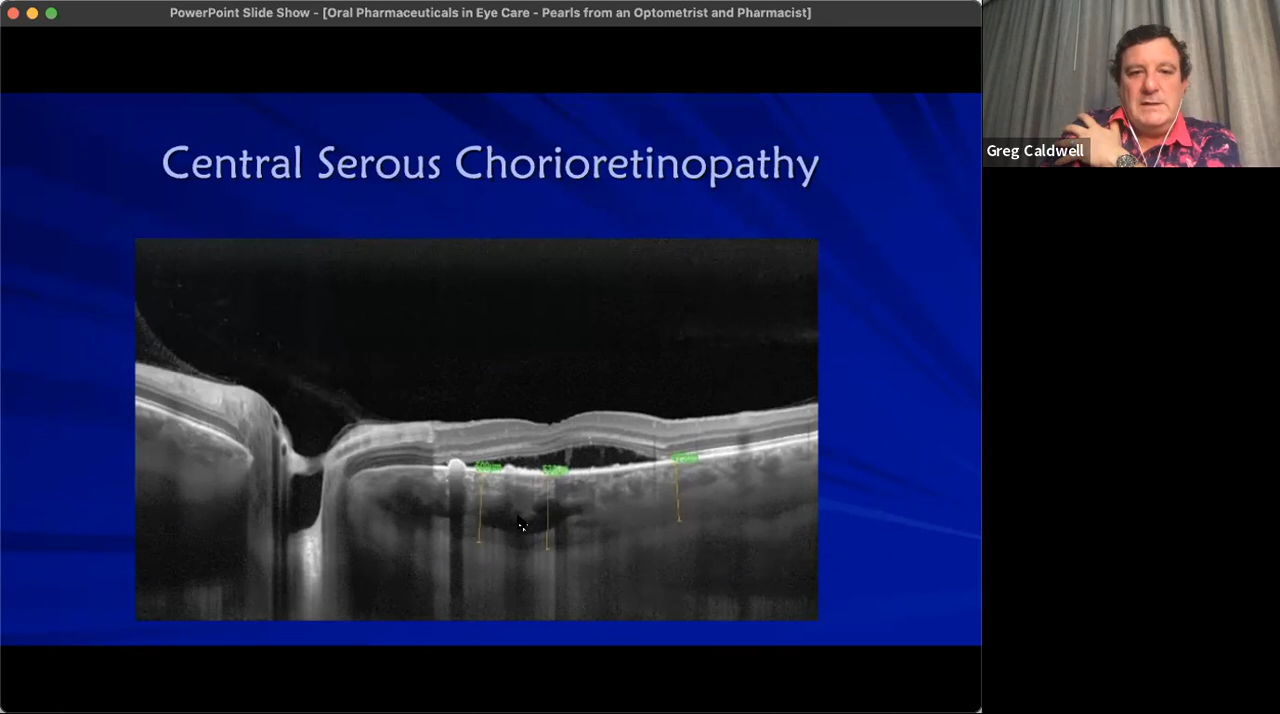 PowerPoint Slide Show - [Oral Pharmaceuticals in Eye Care - Pearls from an Optometrist and Pharmacist]
Central Serous Chorioretinopathy
Greg Caldwell